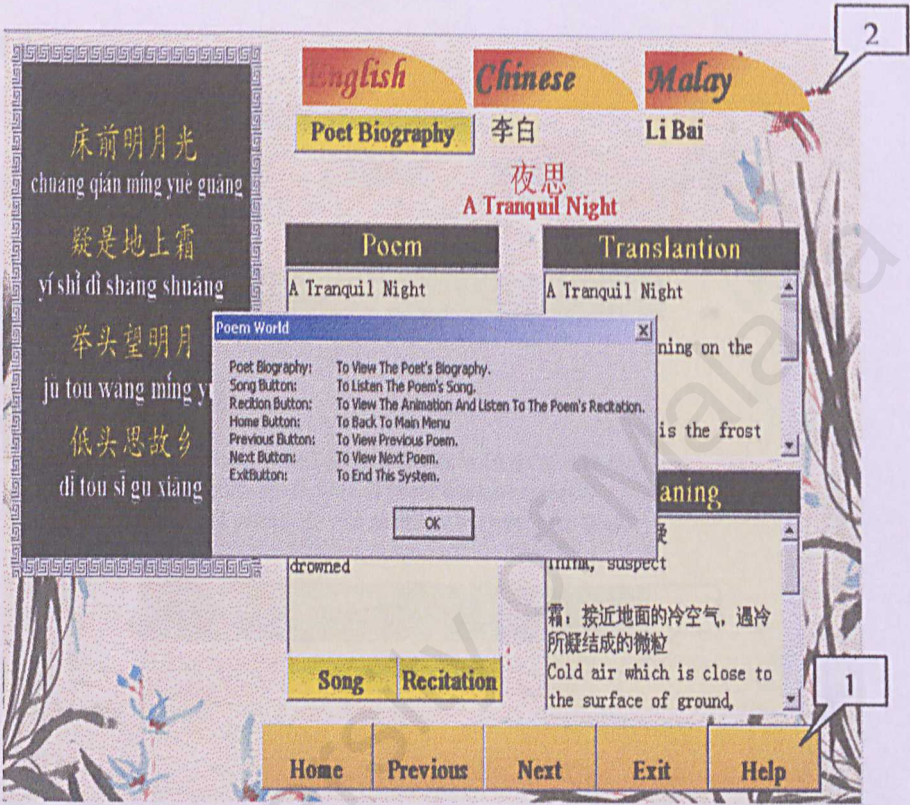 2
English
Chinese
Malay
Poet Biography
李白
Li Bai
夜思
A Tranquil Night
床前明月光
chuāng qián míng yuè guāng
疑是地上霜
yí shì dì shàng shuāng
举头望明月
jǔ tou wàng míng
低头思故乡
dī tou sī gu xiāng
Poem
A Tranquil Night
drowned
Translantion
A Tranquil Night
ning on the
is the frost
Poem World
Poet Biography: To View The Poet's Biography.
Song Button: To Listen The Poem's Song.
Recition Button: To View The Animation And Listen To The Poem's Recitation.
Home Button: To Back To Main Menu
Previous Button: To View Previous Poem.
Next Button: To View Next Poem.
ExitButton: To End This System.
OK
aning
Think, suspect
霜：接近地面的冷空气，遇冷
所凝结成的微粒
Cold air which is close to
the surface of ground,
Song
Recitation
1
Home
Previous
Next
Exit
Help
University of Malaya